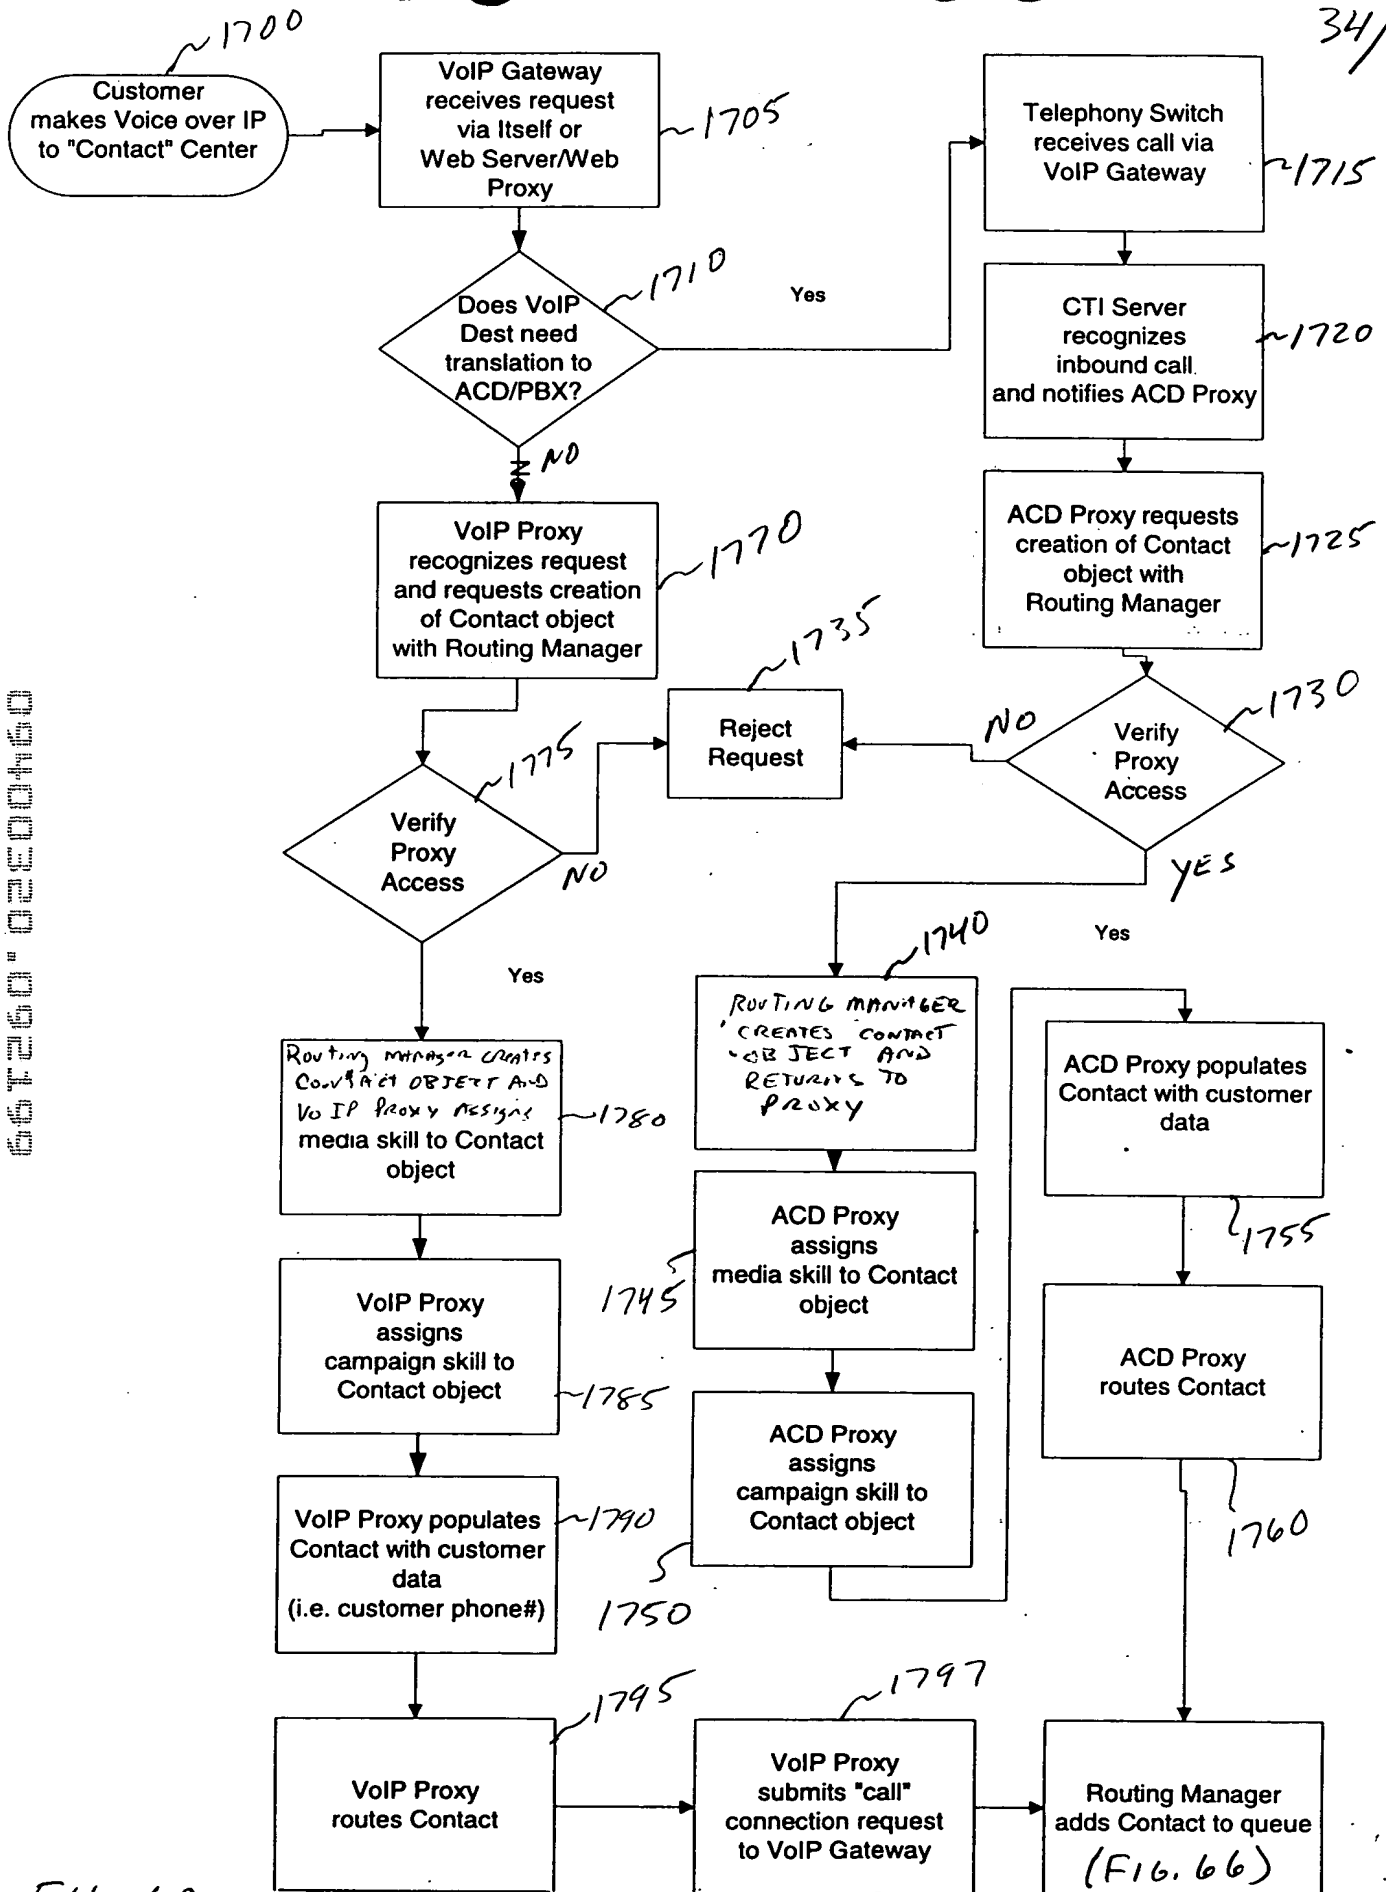 34/
1700
Customer
makes Voice over IP
to "Contact" Center
VoIP Gateway
receives request
via Itself or
Web Server/Web
Proxy
1705
Telephony Switch
receives call via
VoIP Gateway
1715
Does VoIP
Dest need
translation to
ACD/PBX?
1710
Yes
NO
CTI Server
recognizes
inbound call
and notifies ACD Proxy
1720
VoIP Proxy
recognizes request
and requests creation
of Contact object
with Routing Manager
1770
ACD Proxy requests
creation of Contact
object with
Routing Manager
1725
Reject
Request
1735
NO
Verify
Proxy
Access
1730
YES
Yes
Verify
Proxy
Access
1775
NO
Yes
ROUTING MANAGER CREATES
CONTACT OBJECT AND
VOIP PROXY ASSIGNS
media skill to Contact
object
1780
ROUTING MANAGER
CREATES CONTACT
OBJECT AND
RETURNS TO
PROXY
1740
ACD Proxy populates
Contact with customer
data
1755
VoIP Proxy
assigns
campaign skill to
Contact object
1785
ACD Proxy
assigns
media skill to Contact
object
1745
ACD Proxy
routes Contact
1760
VoIP Proxy populates
Contact with customer
data
(i.e. customer phone#)
1790
ACD Proxy
assigns
campaign skill to
Contact object
1750
VoIP Proxy
routes Contact
1795
VoIP Proxy
submits "call"
connection request
to VoIP Gateway
1797
Routing Manager
adds Contact to queue
(FIG. 66)